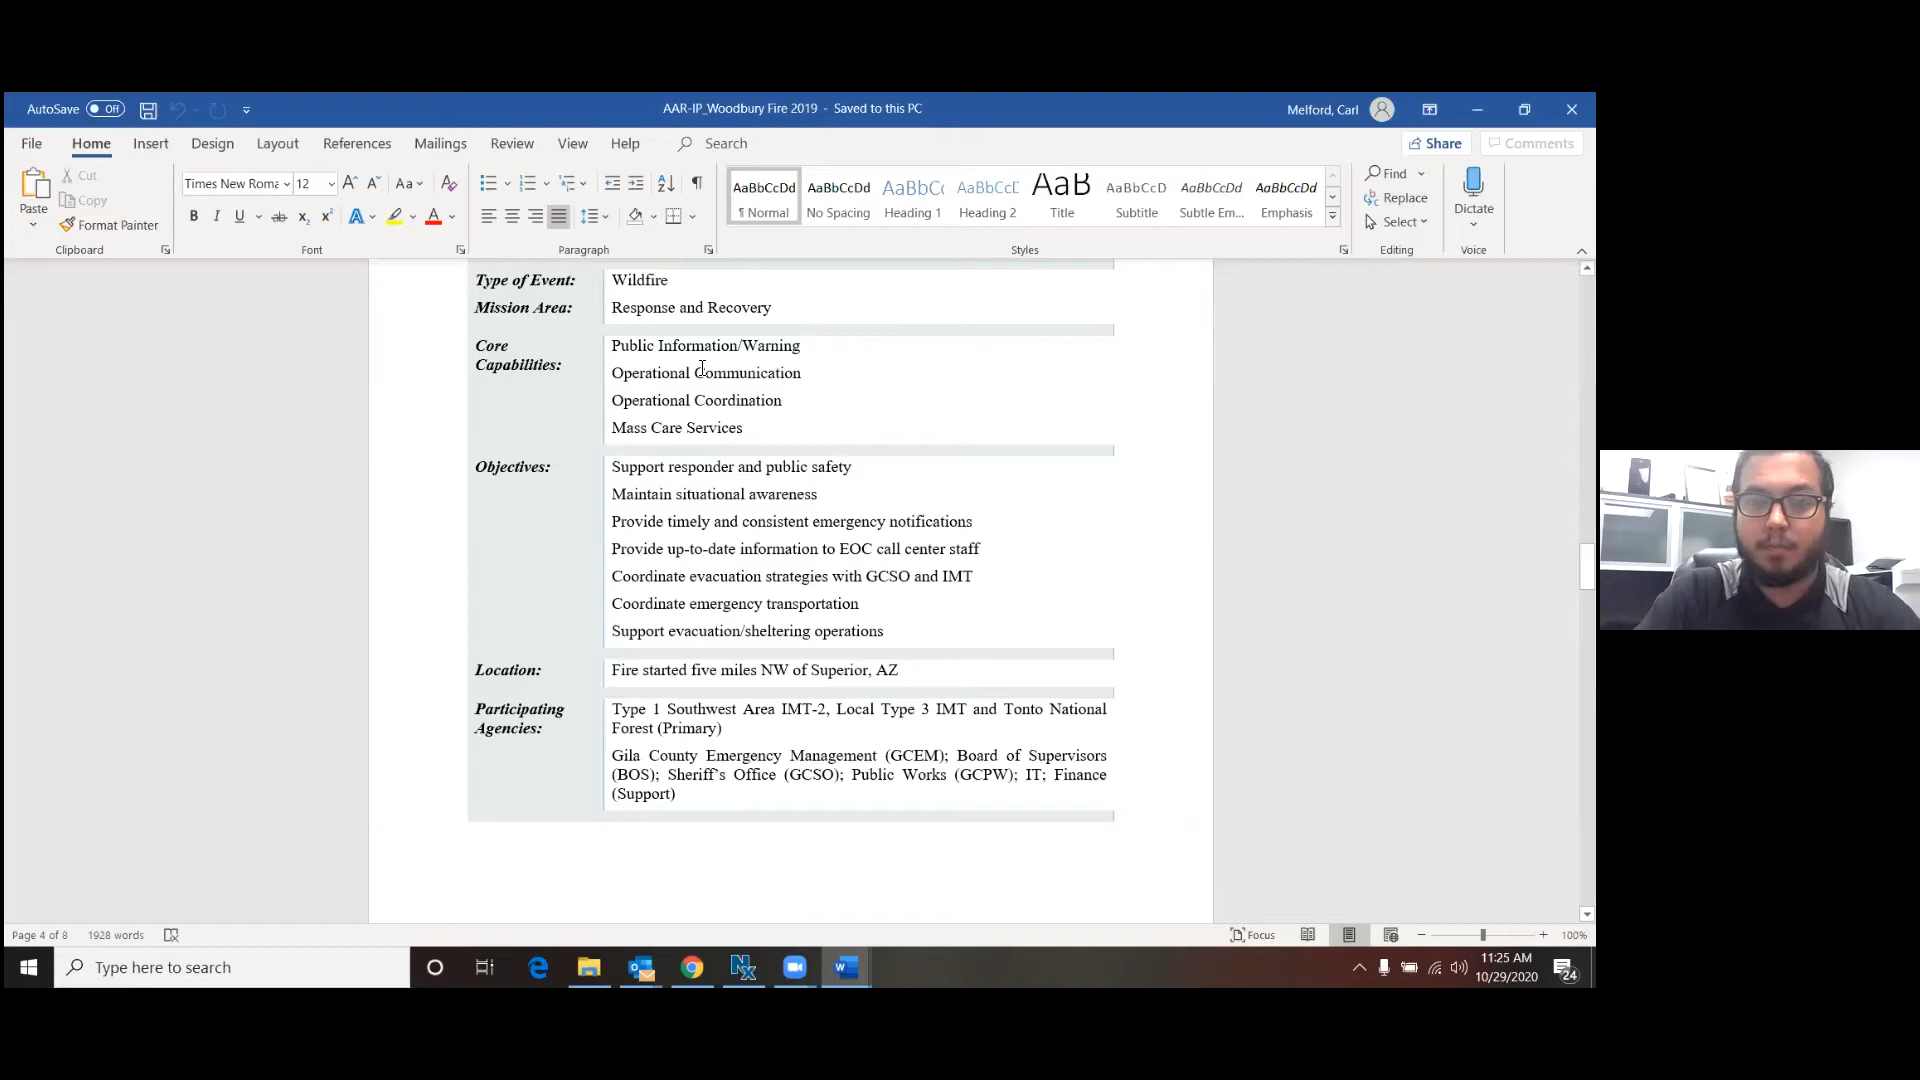 AutoSave Off
AAR-IP_Woodbury Fire 2019 - Saved to this PC
Melford, Carl
File Home Insert Design Layout References Mailings Review View Help Search
Share Comments
Paste
Cut
Copy
Format Painter
Clipboard
Times New Roma 12
Font
Paragraph
AaBbCcDd
¶ Normal
AaBbCcDd
No Spacing
AaBbCc
Heading 1
AaBbCcD
Heading 2
AaB
Title
AaBbCcD
Subtitle
AaBbCcDd
Subtle Em...
AaBbCcDd
Emphasis
Styles
Find
Replace
Select
Editing
Dictate
Voice
Type of Event: Wildfire
Mission Area: Response and Recovery
Core Capabilities:
Public Information/Warning
Operational Communication
Operational Coordination
Mass Care Services
Objectives: Support responder and public safety
Maintain situational awareness
Provide timely and consistent emergency notifications
Provide up-to-date information to EOC call center staff
Coordinate evacuation strategies with GCSO and IMT
Coordinate emergency transportation
Support evacuation/sheltering operations
Location: Fire started five miles NW of Superior, AZ
Participating Agencies:
Type 1 Southwest Area IMT-2, Local Type 3 IMT and Tonto National
Forest (Primary)
Gila County Emergency Management (GCEM); Board of Supervisors
(BOS); Sheriff's Office (GCSO); Public Works (GCPW); IT; Finance
(Support)
Page 4 of 8 1928 words
Focus
100%
Type here to search
11:25 AM
10/29/2020
24